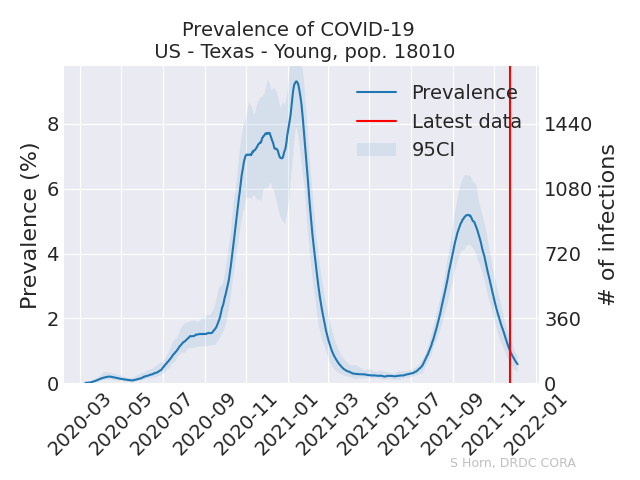 Prevalence of COVID-19
US - Texas - Young, pop. 18010
Prevalence
Latest data
95CI
Prevalence (%)
8
6
4
2
0
1440
1080
720
360
0
# of infections
2020-03
2020-05
2020-07
2020-09
2020-11
2021-01
2021-03
2021-05
2021-07
2021-09
2021-11
2022-01
S Horn, DRDC CORA